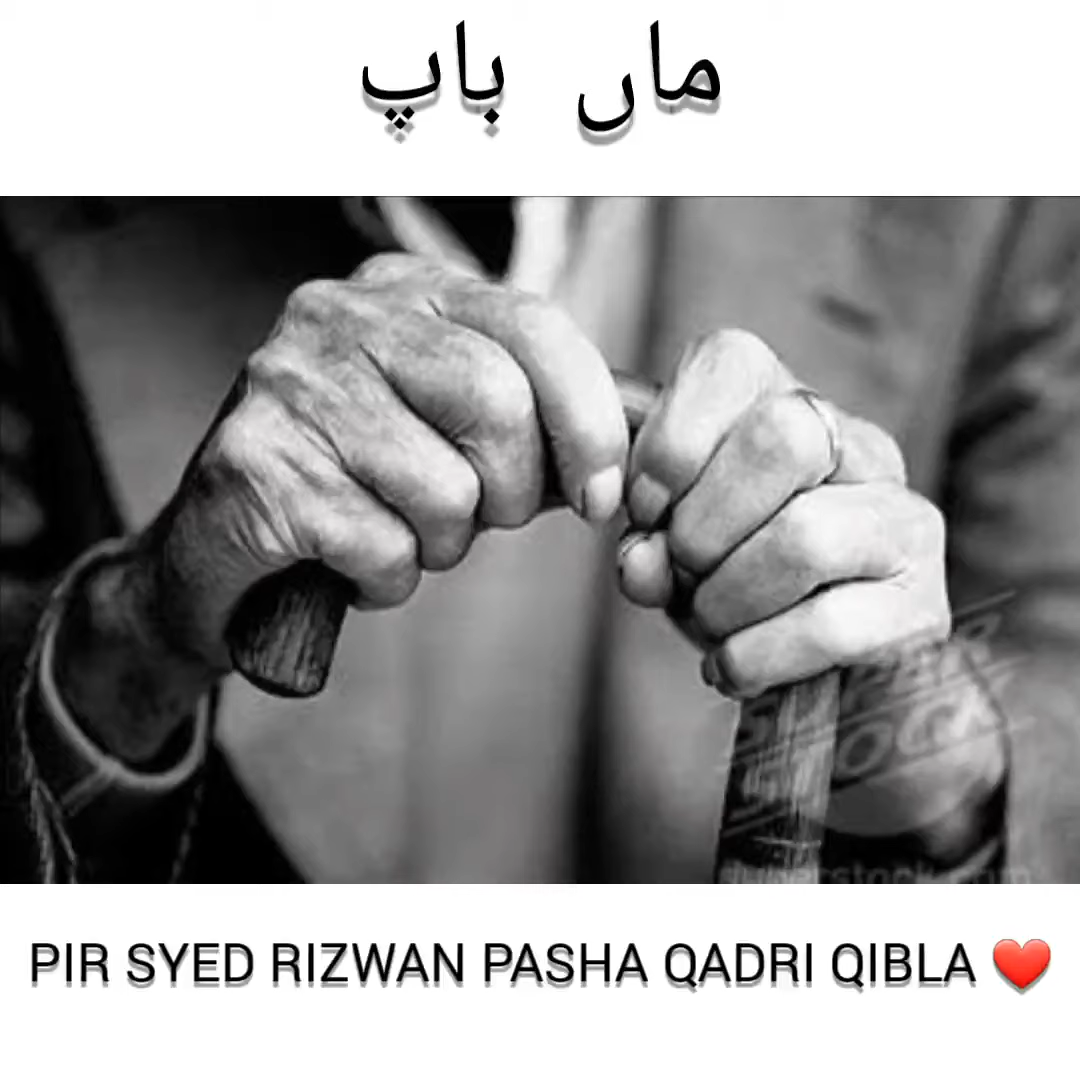 ماں باپ
PIR SYED RIZWAN PASHA QADRI QIBLA ❤️